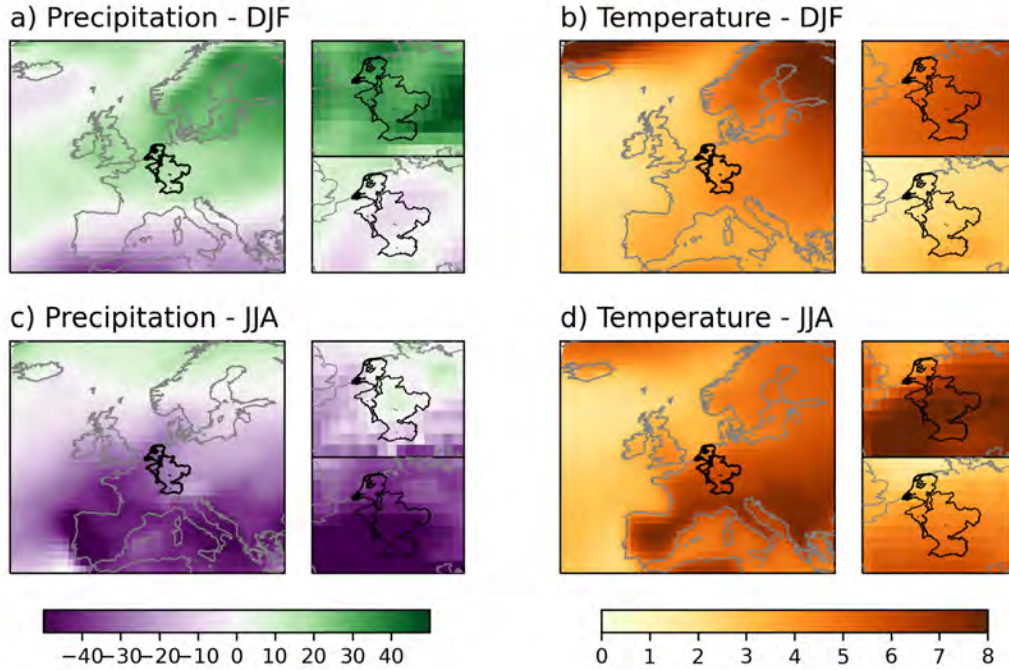 a) Precipitation - DJF
b) Temperature - DJF
c) Precipitation - JJA
d) Temperature - JJA
−40 −30 −20 −10 0 10 20 30 40
0 1 2 3 4 5 6 7 8